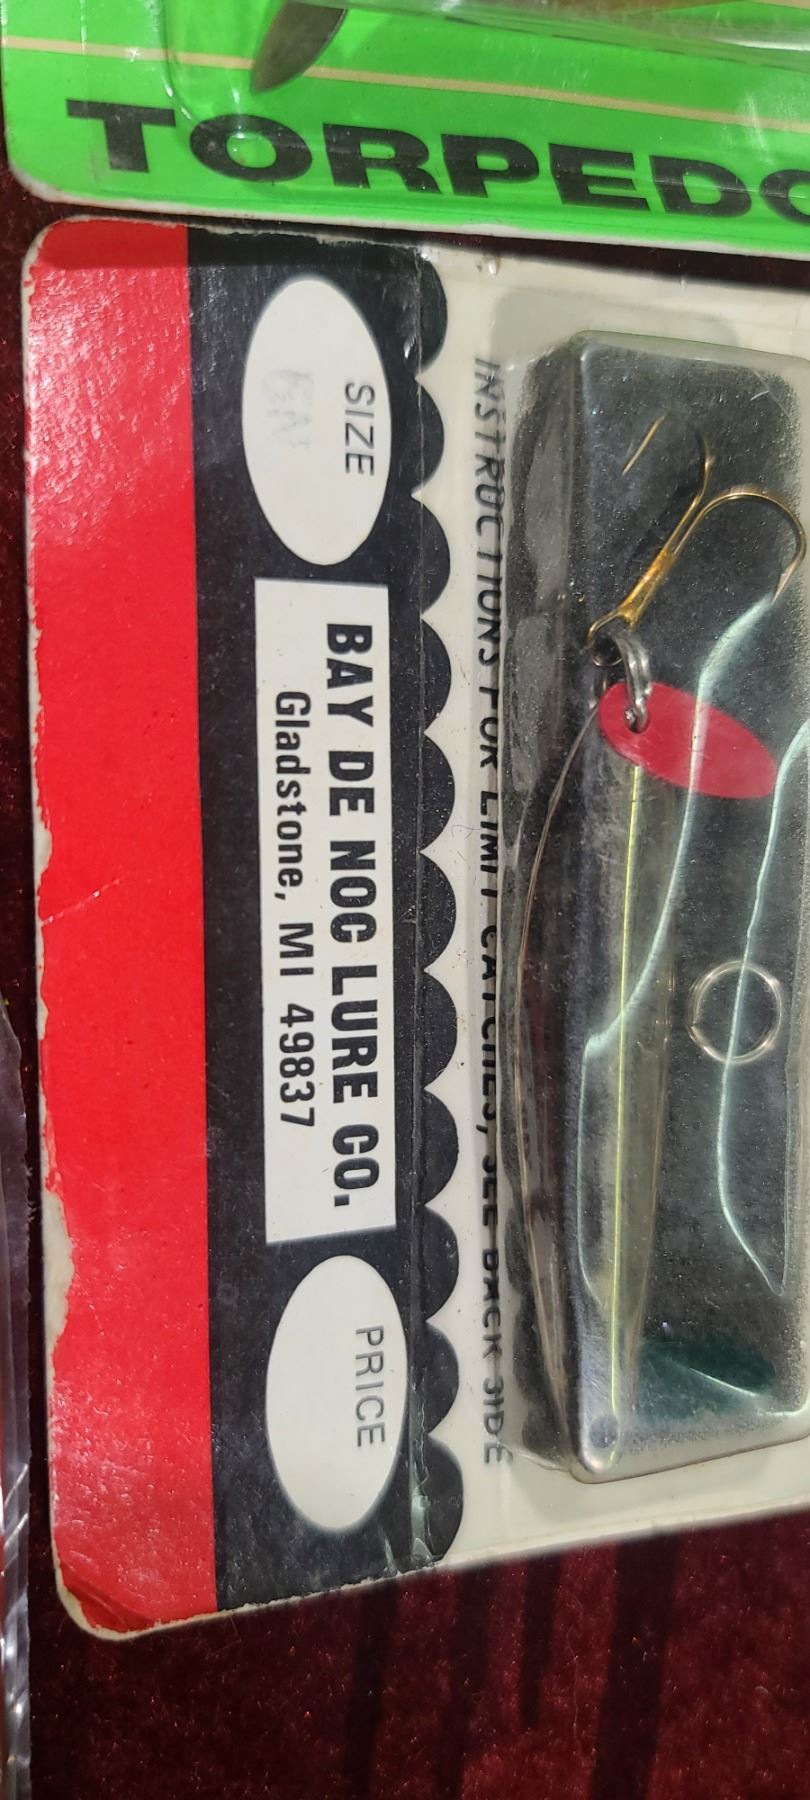 TORPEDO
INSTRUCTIONS FOR LIMIT CATCHES, SEE BACK SIDE
SIZE
BAY DE NOC LURE CO.
Gladstone, MI 49837
PRICE